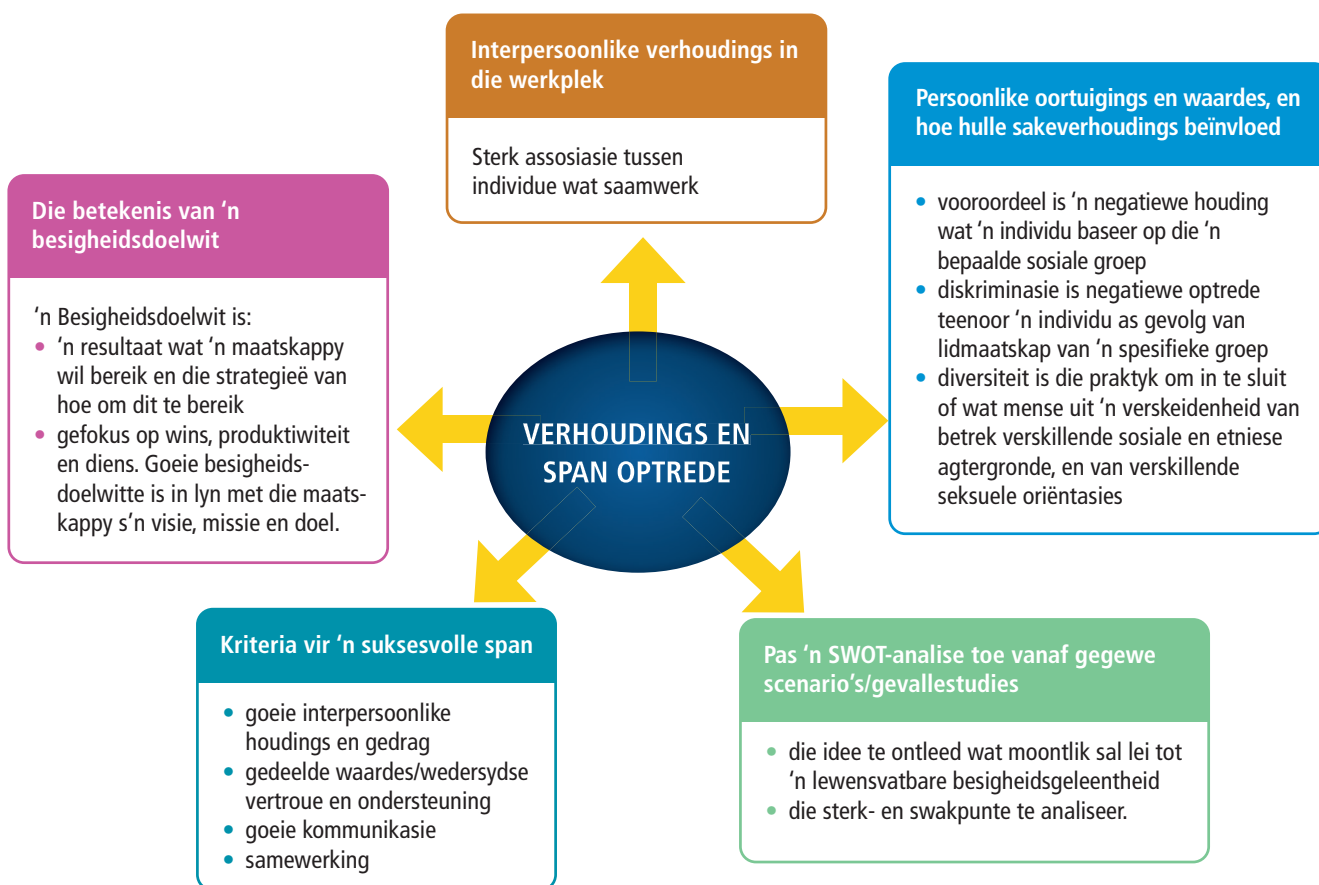 Interpersoonlike verhoudings in
die werkplek
Sterk assosiasie tussen
individue wat saamwerk
Persoonlike oortuigings en waardes, en
hoe hulle sakeverhoudings beïnvloed
• vooroordeel is ‘n negatiewe houding
wat ‘n individu baseer op die ‘n
bepaalde sosiale groep
• diskriminasie is negatiewe optrede
teenoor ‘n individu as gevolg van
lidmaatskap van ‘n spesifieke groep
• diversiteit is die praktyk om in te sluit
of wat mense uit ‘n verskeidenheid van
betrek verskillende sosiale en etniese
agtergronde, en van verskillende
seksuele oriëntasies
Die betekenis van ‘n
besigheidsdoelwit
‘n Besigheidsdoelwit is:
• ‘n resultaat wat ‘n maatskappy
wil bereik en die strategieë van
hoe om dit te bereik
• gefokus op wins, produktiwiteit
en diens. Goeie besigheids-
doelwitte is in lyn met die maats-
kappy s’n visie, missie en doel.
VERHOUDINGS EN
SPAN OPTREDE
Kriteria vir ‘n suksesvolle span
• goeie interpersoonlike
houdings en gedrag
• gedeelde waardes/wedersydse
vertroue en ondersteuning
• goeie kommunikasie
• samewerking
Pas ‘n SWOT-analise toe vanaf gegewe
scenario’s/gevallestudies
• die idee te ontleed wat moontlik sal lei tot
‘n lewensvatbare besigheidsgeleentheid
• die sterk- en swakpunte te analiseer.